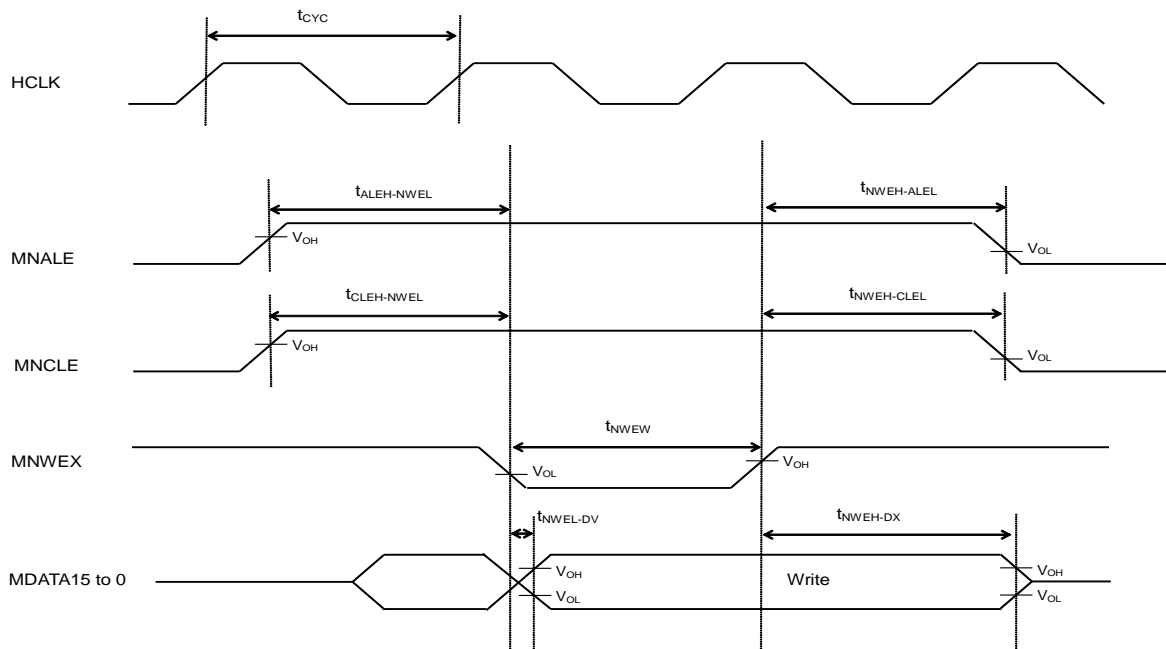 tCYC
HCLK
tALEH-NWEL
tNWEH-ALEL
VOH
MNALE
VOL
tCLEH-NWEL
tNWEH-CLEL
VOH
MNCLE
VOL
tNWEW
MNWEX
VOL
VOH
tNWEL-DV
tNWEH-DX
MDATA15 to 0
VOH
Write
VOH
VOL
VOL